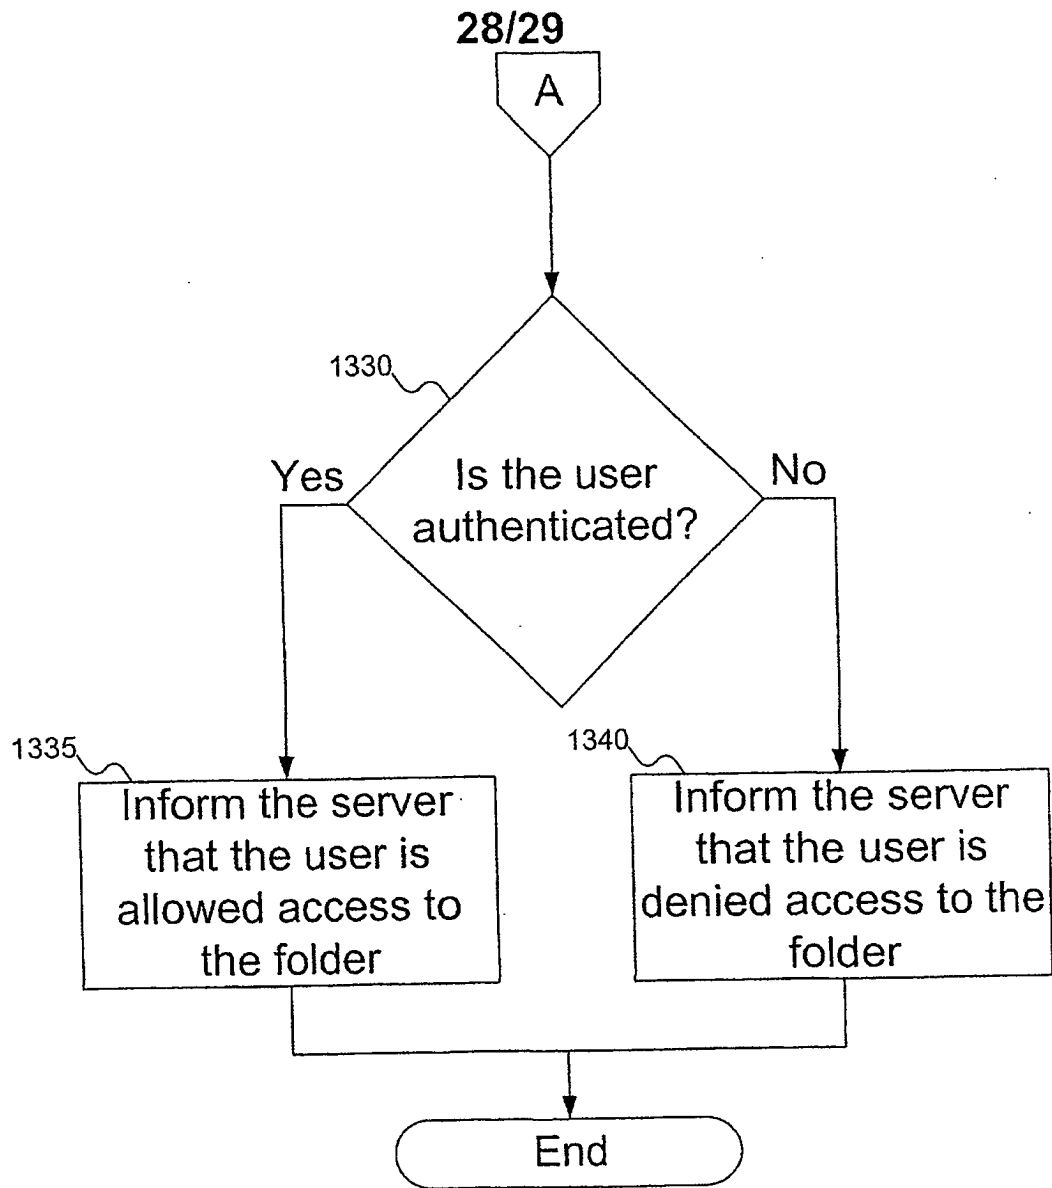 28/29
A
1330
Yes
Is the user
authenticated?
No
1335
Inform the server
that the user is
allowed access to
the folder
1340
Inform the server
that the user is
denied access to the
folder
End